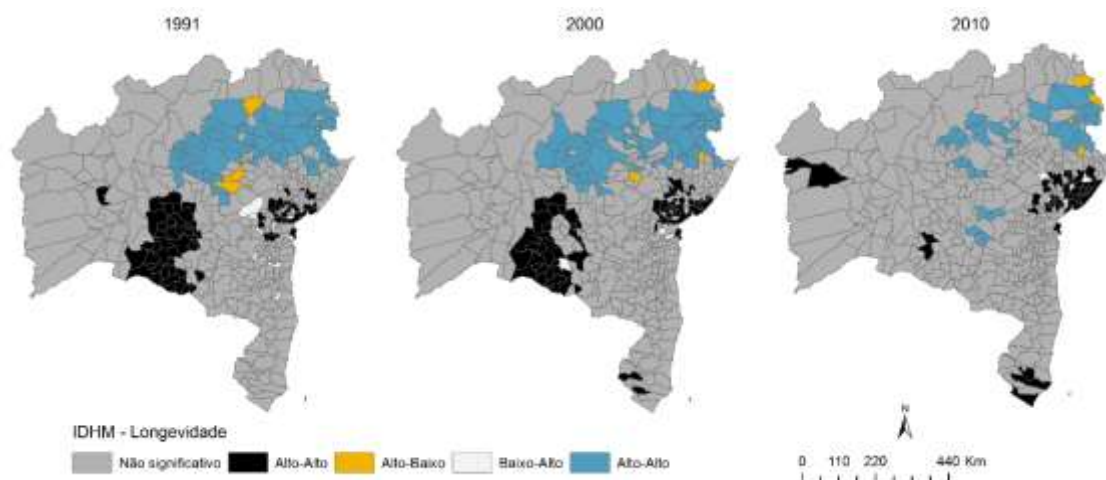 1991
2000
2010
IDHM - Longevidade
Não significativo Alto-Alto Alto-Baixo Baixo-Alto Alto-Alto
N
0 110 220 440 Km